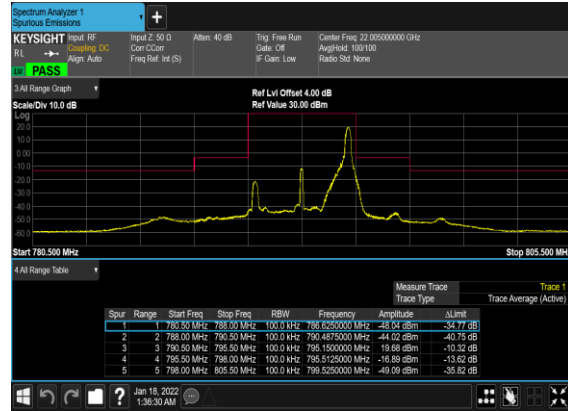 Spectrum Analyzer 1
Spurious Emissions
KEYSIGHT Input: RF Input Z: 50 Ω Atten: 40 dB Trig: Free Run Center Freq: 22.005000000 GHz
RL Coupling: DC Corr CCorr Gate: Off Avg|Hold: 100/100
Align: Auto Freq Ref: Int (S) IF Gain: Low Radio Std: None
PASS
3 All Range Graph
Ref Lvl Offset 4.00 dB
Scale/Div 10.0 dB Ref Value 30.00 dBm
Log
20.0
10.0
0.00
-10.0
-20.0
-30.0
-40.0
-50.0
-60.0
Start 780.500 MHz Stop 805.500 MH
4 All Range Table
Measure Trace Trace 1
Trace Type Trace Average (Active)
Spur Range Start Freq Stop Freq RBW Frequency Amplitude ΔLimit
1 1 780.50 MHz 788.00 MHz 100.0 kHz 786.6250000 MHz -48.04 dBm -34.77 dB
2 2 788.00 MHz 790.50 MHz 100.0 kHz 790.4875000 MHz -44.02 dBm -40.75 dB
3 3 790.50 MHz 795.50 MHz 100.0 kHz 795.1500000 MHz 19.68 dBm -10.32 dB
4 4 795.50 MHz 798.00 MHz 100.0 kHz 795.5125000 MHz -16.89 dBm -13.62 dB
5 5 798.00 MHz 805.50 MHz 100.0 kHz 799.5250000 MHz -49.09 dBm -35.82 dB
Jan 18, 2022
1:36:30 AM